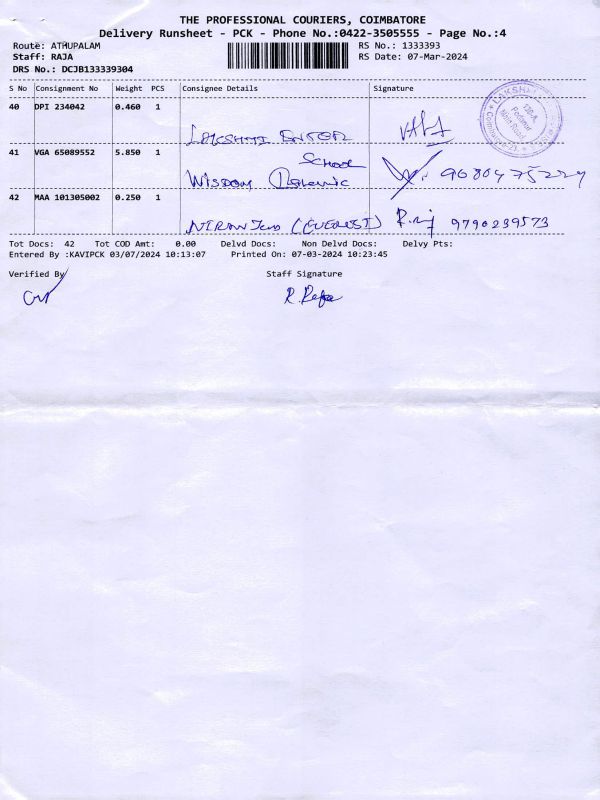 THE PROFESSIONAL COURIERS, COIMBATORE
Delivery Runsheet - PCK - Phone No.:0422-3505555 - Page No.:4
Route: ATHUPALAM RS No.: 1333393
Staff: RAJA RS Date: 07-Mar-2024
DRS No.: DCJB133339304
S No Consignment No Weight PCS Consignee Details Signature
40 DPI 234042 0.460 1
LAKSHMI ENTER
41 VGA 65089552 5.850 1 School
WISDOM
42 MAA 101305002 0.250 1
(EVEREST) 9790239573
Tot Docs: 42 Tot COD Amt: 0.00 Delvd Docs: Non Delvd Docs: Delvy Pts:
Entered By :KAVIPCK 03/07/2024 10:13:07 Printed On: 07-03-2024 10:23:45
Verified By Staff Signature